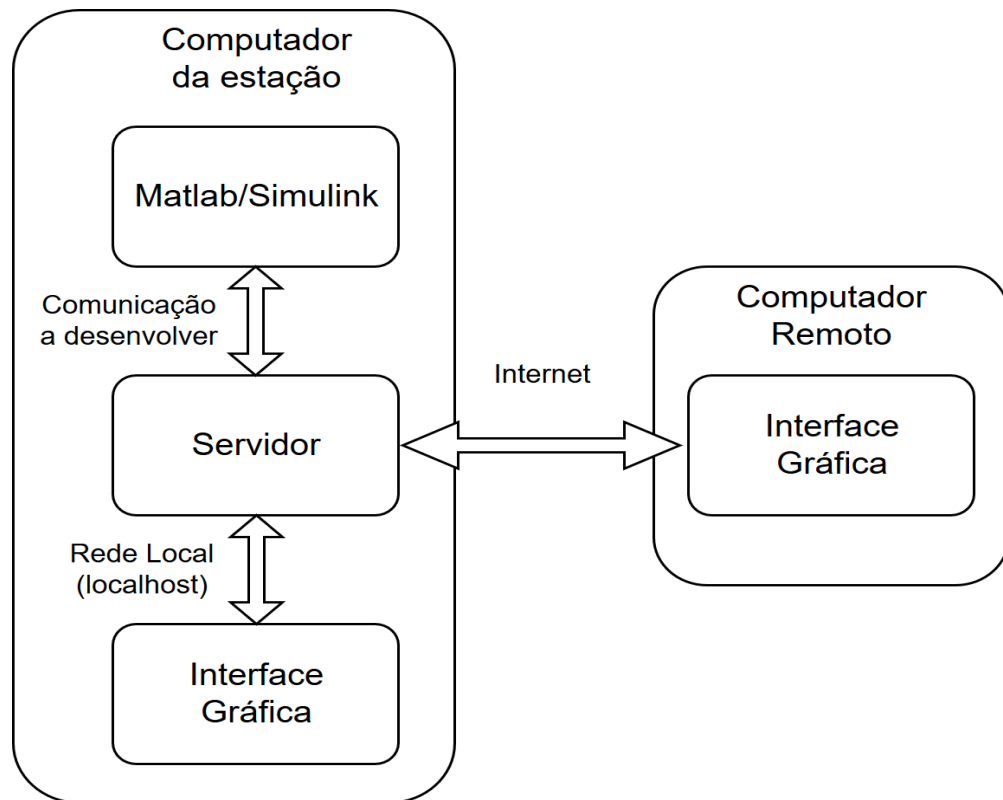 Computador
da estação
Matlab/Simulink
Comunicação
a desenvolver
Servidor
Rede Local
(localhost)
Interface
Gráfica
Internet
Computador
Remoto
Interface
Gráfica